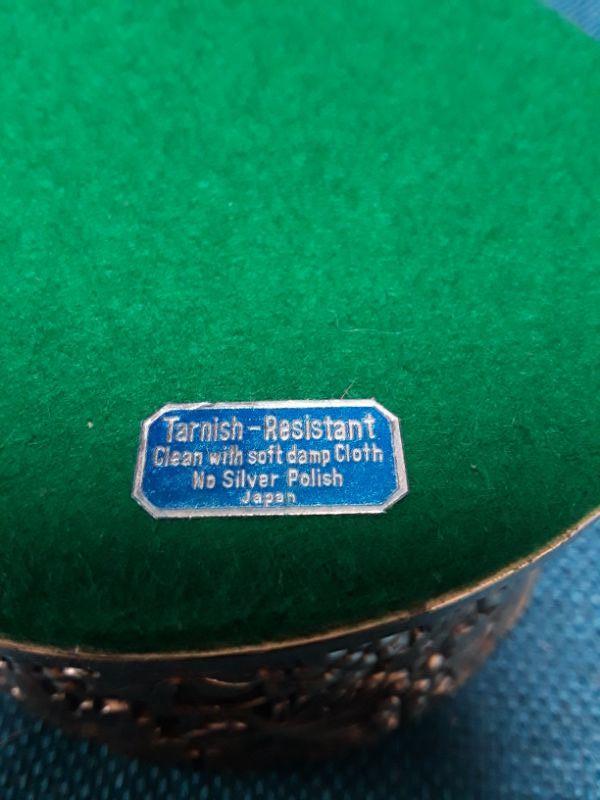 Tarnish-Resistant
Clean with soft damp Cloth
No Silver Polish
Japan